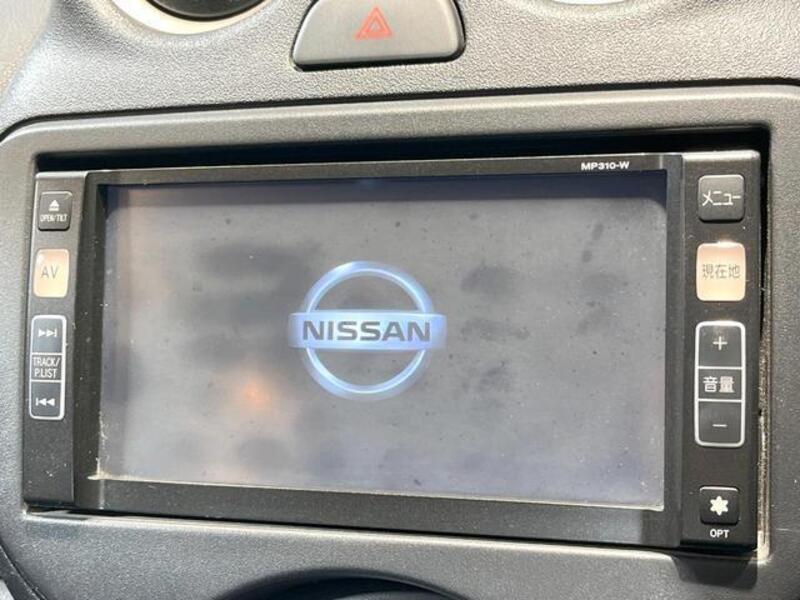 MP310-W
OPEN/TILT
AV
TRACK/
P.LIST
NISSAN
メニュー
現在地
音量
OPT